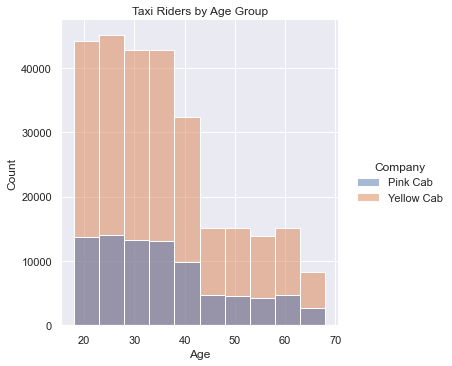 Taxi Riders by Age Group
40000
30000
20000
10000
0
Count
20 30 40 50 60 70
Age
Company
Pink Cab
Yellow Cab